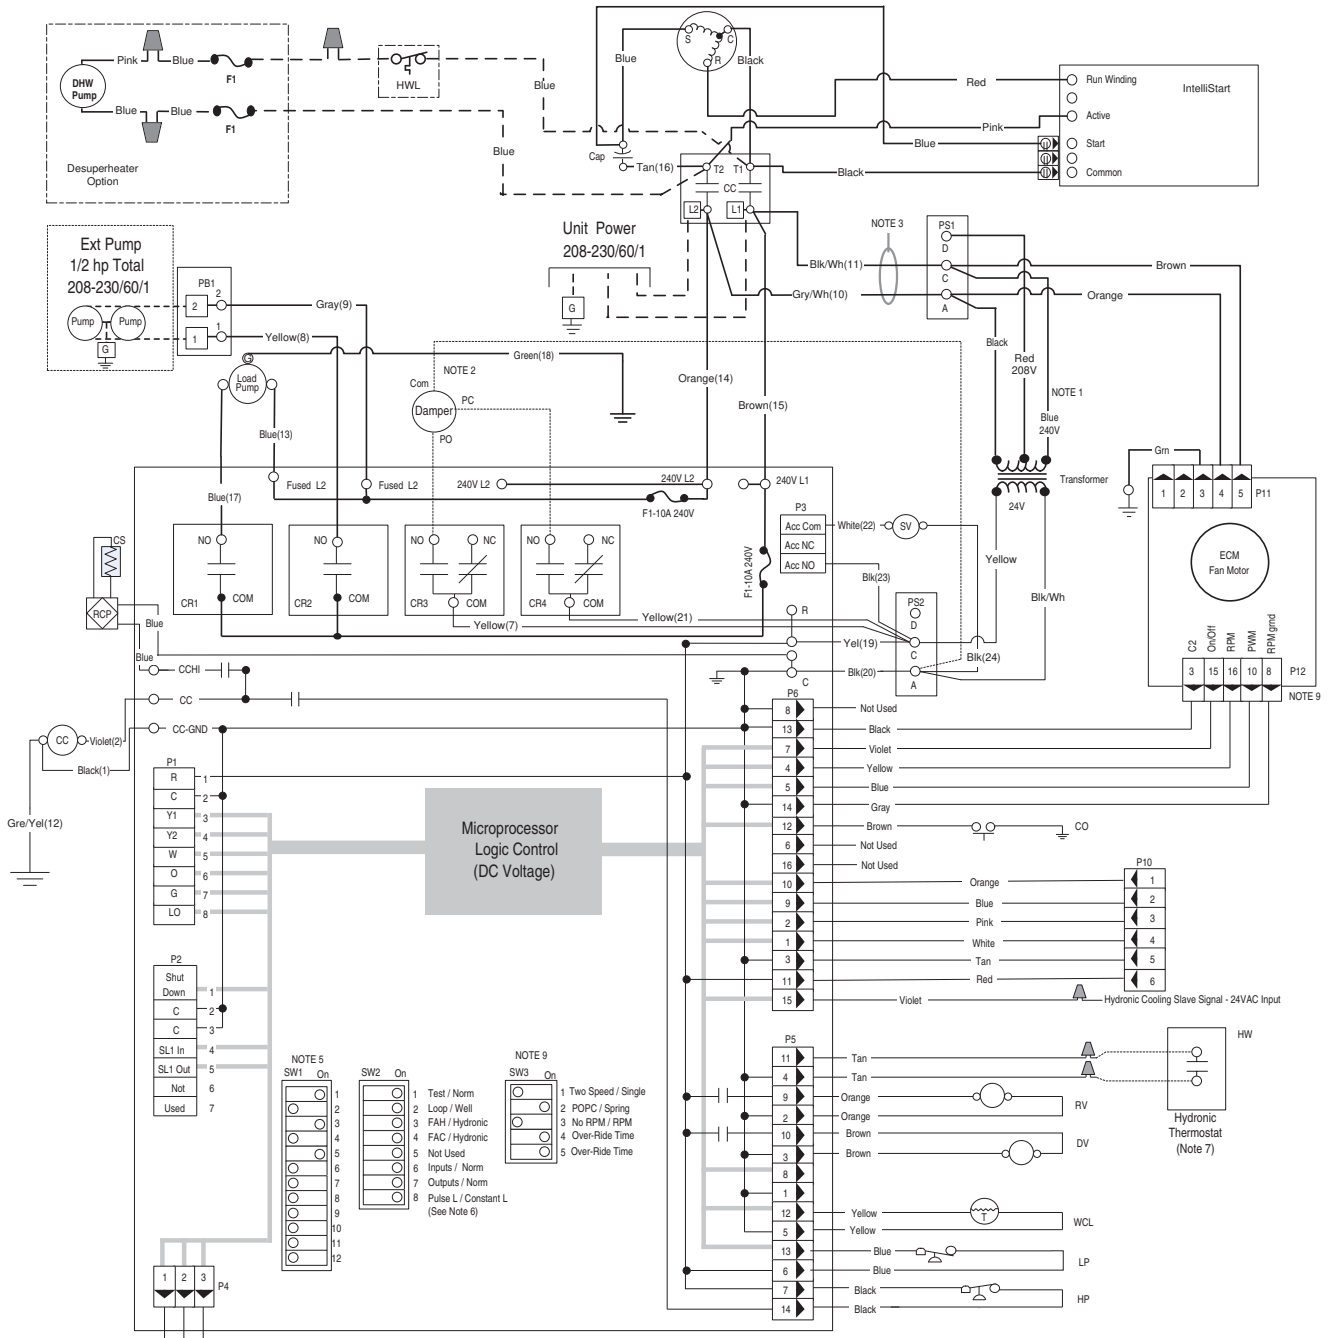 Pink
Blue
F1
DHW
Pump
Blue
Blue
F1
Desuperheater
Option
HWL
Blue
Blue
S
C
R
Blue
Black
Cap
Tan(16)
T2
T1
CC
L2
L1
Red
Pink
Blue
Black
Run Winding
IntelliStart
Active
Start
Common
Ext Pump
1/2 hp Total
208-230/60/1
Pump
Pump
G
PB1
2
2
1
1
Gray(9)
Yellow(8)
Unit Power
208-230/60/1
G
NOTE 3
Blk/Wh(11)
Gry/Wh(10)
PS1
D
C
A
Brown
Orange
Black
Red
208V
NOTE 1
Blue
240V
Transformer
24V
G
Load
Pump
Green(18)
NOTE 2
Com
Damper
PC
PO
Orange(14)
Brown(15)
Blue(13)
Blue(17)
Fused L2
Fused L2
240V L2
240V L2
240V L1
F1-10A 240V
F1-10A 240V
Grn
1
2
3
4
5
P11
ECM
Fan Motor
C2
On/Off
RPM
PWM
RPM grnd
3
15
16
10
8
P12
NOTE 9
P3
Acc Com
Acc NC
Acc NO
White(22)
SV
Blk(23)
Yellow
Blk/Wh
CS
RCP
Blue
Blue
NO
CR1
COM
NO
CR2
COM
NO
NC
CR3
COM
NO
NC
CR4
COM
Yellow(7)
Yellow(21)
R
Yel(19)
Blk(20)
C
PS2
D
C
A
Blk(24)
CCHI
CC
CC-GND
CC
Violet(2)
Black(1)
Gre/Yel(12)
P1
R 1
C 2
Y1 3
Y2 4
W 5
O 6
G 7
LO 8
Microprocessor
Logic Control
(DC Voltage)
P2
Shut
Down 1
C 2
C 3
SL1 In 4
SL1 Out 5
Not 6
Used 7
P6
8 Not Used
13 Black
7 Violet
4 Yellow
5 Blue
14 Gray
12 Brown
CO
6 Not Used
16 Not Used
10 Orange
9 Blue
2 Pink
1 White
3 Tan
11 Red
15 Violet
Hydronic Cooling Slave Signal - 24VAC Input
P10
1
2
3
4
5
6
P5
11 Tan
4 Tan
9 Orange
2 Orange
RV
10 Brown
3 Brown
DV
8
1
12 Yellow
T
5 Yellow
WCL
13 Blue
6 Blue
LP
7 Black
14 Black
HP
HW
Hydronic
Thermostat
(Note 7)
NOTE 5
SW1 On
1
2
3
4
5
6
7
8
9
10
11
12
SW2 On
1 Test / Norm
2 Loop / Well
3 FAH / Hydronic
4 FAC / Hydronic
5 Not Used
6 Inputs / Norm
7 Outputs / Norm
8 Pulse L / Constant L
(See Note 6)
NOTE 9
SW3 On
1 Two Speed / Single
2 POPC / Spring
3 No RPM / RPM
4 Over-Ride Time
5 Over-Ride Time
1
2
3
P4